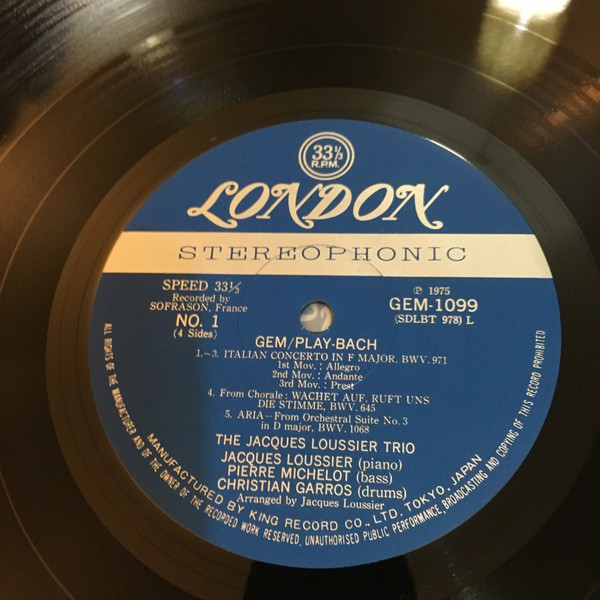 33⅓
R.P.M.
LONDON
STEREOPHONIC
SPEED 33⅓
Recorded by
SOFRASON, France
NO. 1
(4 Sides)
℗ 1975
GEM-1099
(SDLBT 978) L
GEM/PLAY-BACH
1.–3. ITALIAN CONCERTO IN F MAJOR. BWV. 971
1st Mov. : Allegro
2nd Mov. : Andante
3rd Mov. : Prest
4. From Chorale : WACHET AUF, RUFT UNS
DIE STIMME, BWV. 645
5. ARIA—From Orchestral Suite No. 3
in D major, BWV. 1068
THE JACQUES LOUSSIER TRIO
JACQUES LOUSSIER (piano)
PIERRE MICHELOT (bass)
CHRISTIAN GARROS (drums)
Arranged by Jacques Loussier
MANUFACTURED BY KING RECORD CO., LTD. TOKYO, JAPAN
ALL RIGHTS OF THE MANUFACTURER AND OF THE OWNER OF THE RECORDED WORK RESERVED, UNAUTHORISED PUBLIC PERFORMANCE, BROADCASTING AND COPYING OF THIS RECORD PROHIBITED